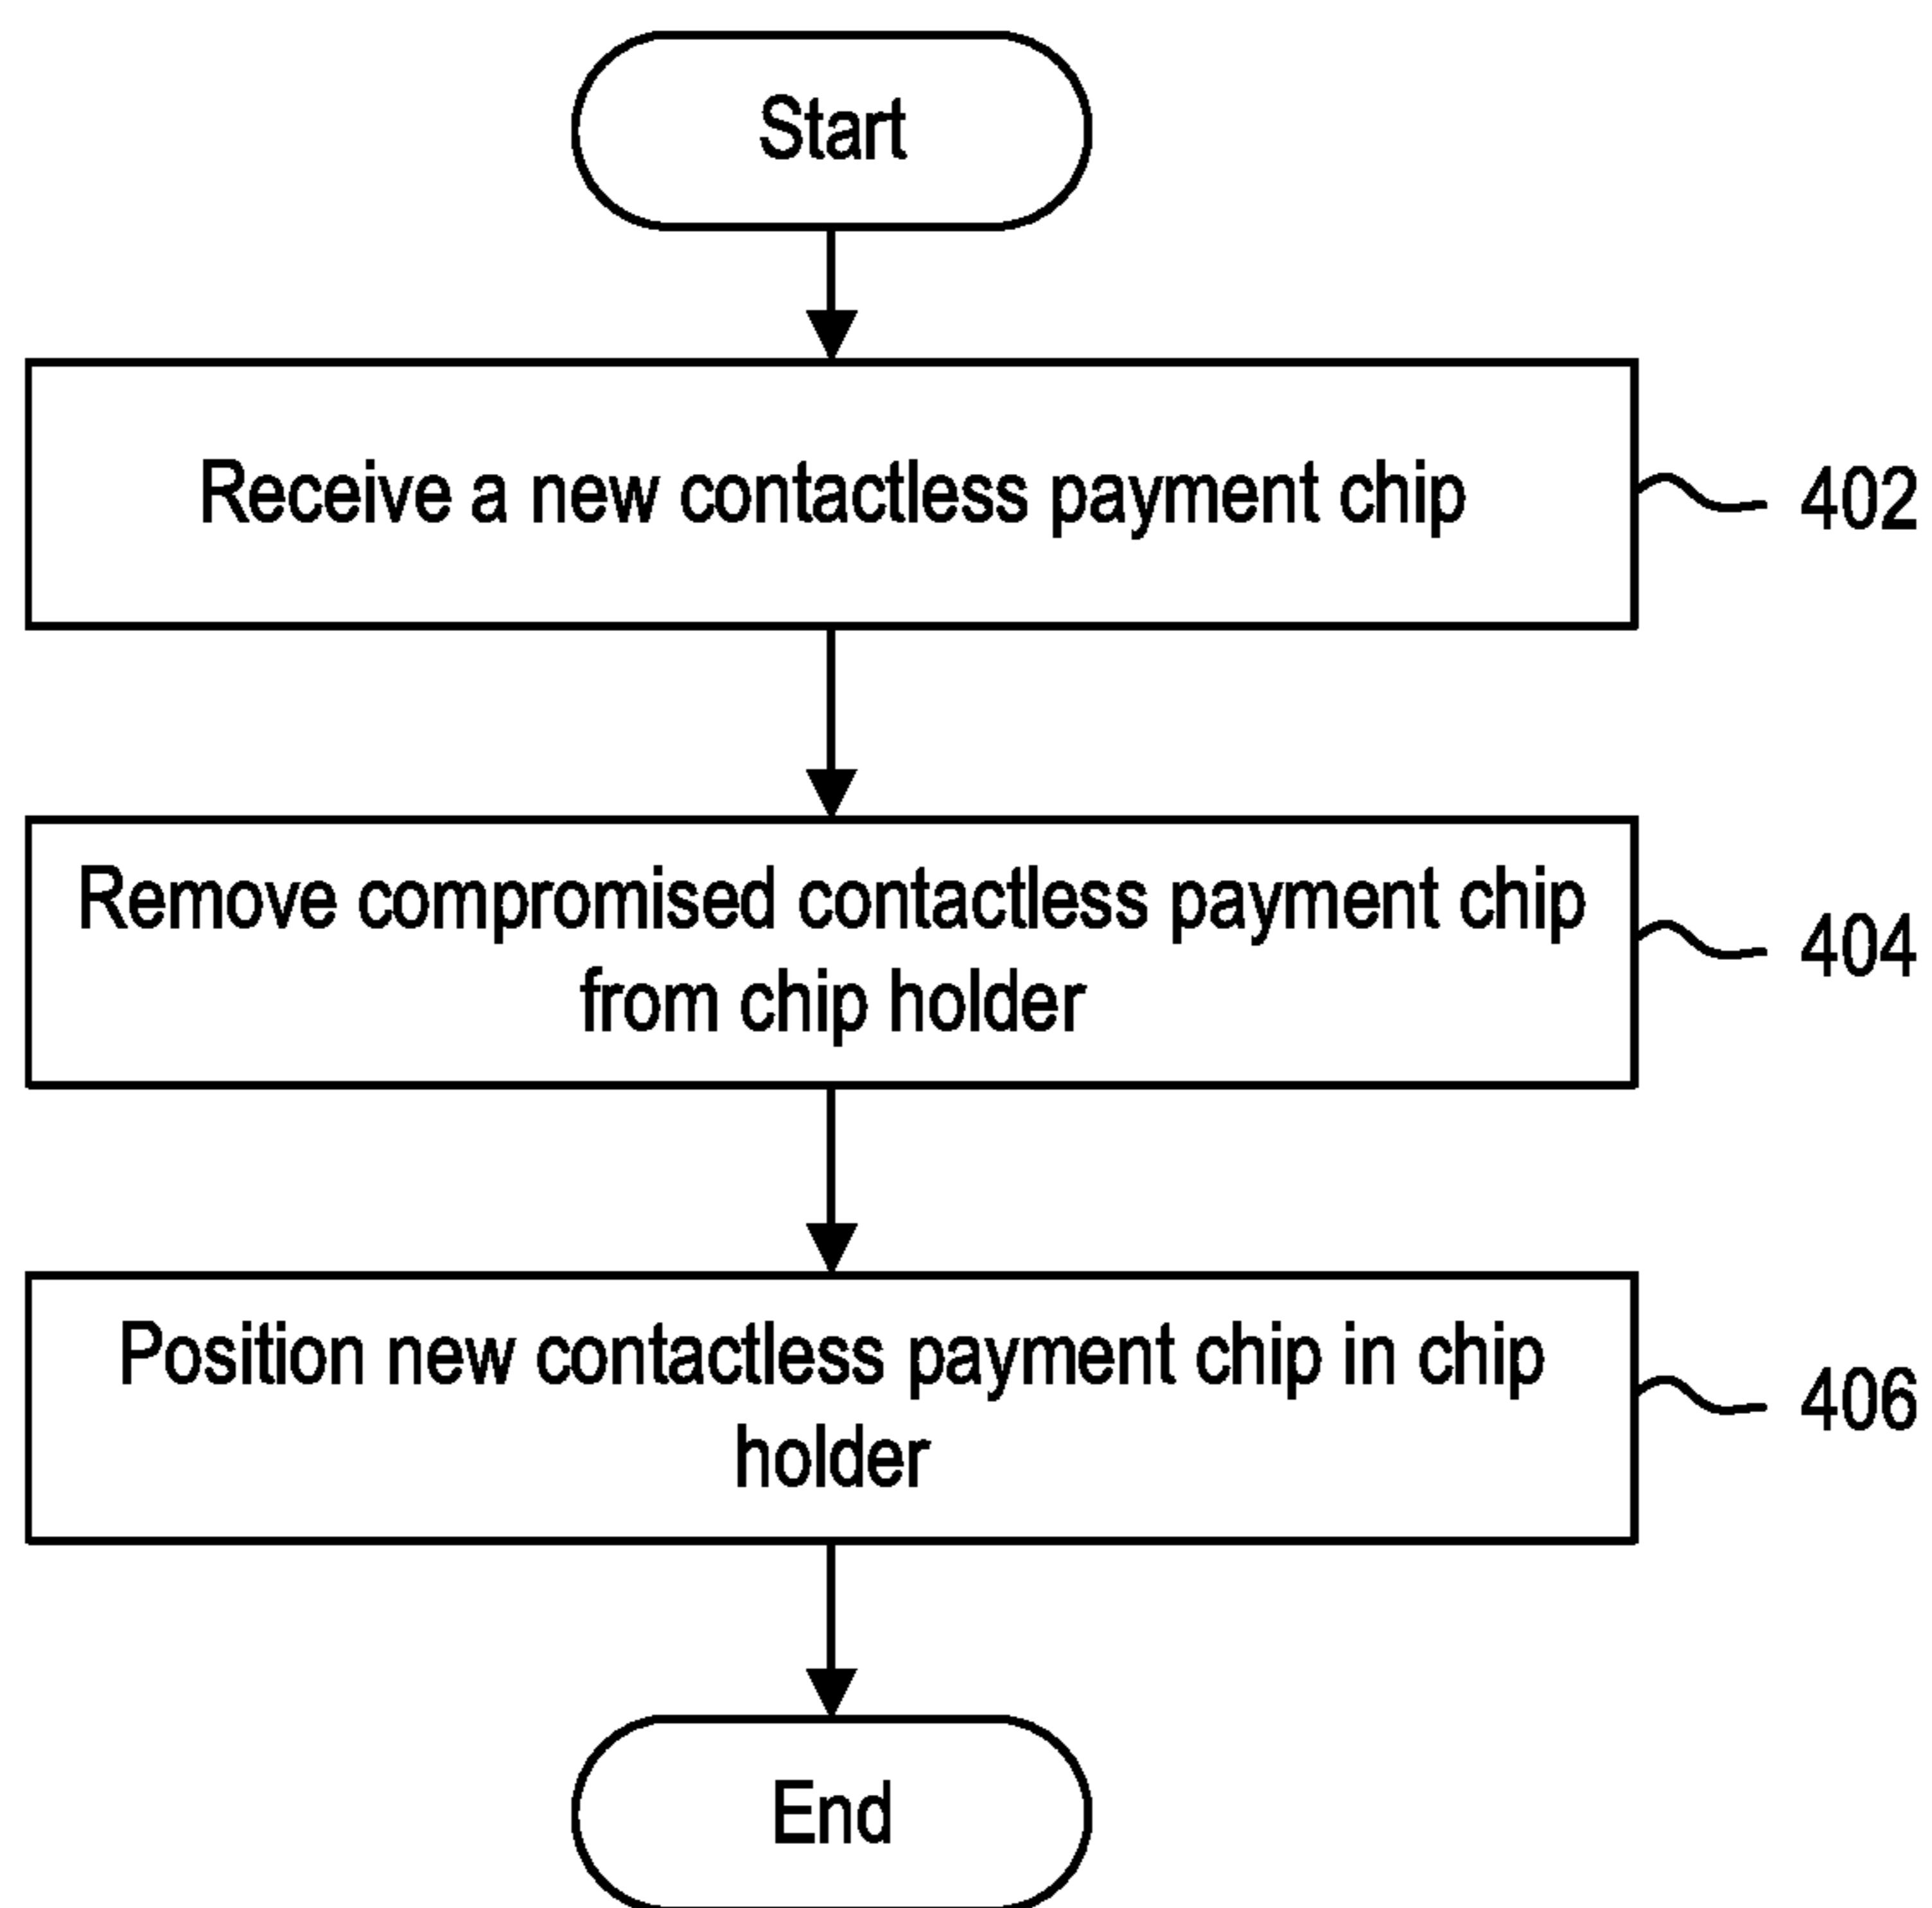 Start
Receive a new contactless payment chip
402
Remove compromised contactless payment chip
from chip holder
404
Position new contactless payment chip in chip
holder
406
End